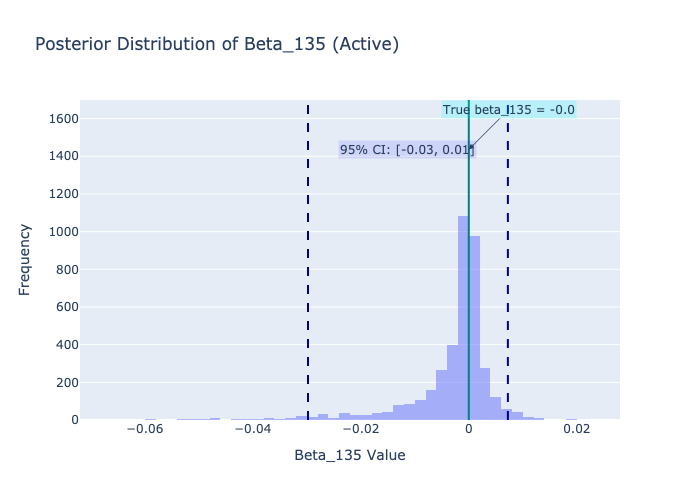 Posterior Distribution of Beta_135 (Active)
True beta_135 = -0.0
95% CI: [-0.03, 0.01]
1600
1400
1200
1000
800
600
400
200
0
Frequency
−0.06
−0.04
−0.02
0
0.02
Beta_135 Value